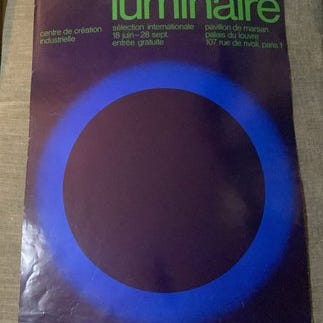 luminaire
centre de création
industrielle
sélection internationale
18 juin–28 sept.
entrée gratuite
pavillon de marsan
palais du louvre
107 rue de rivoli, paris 1